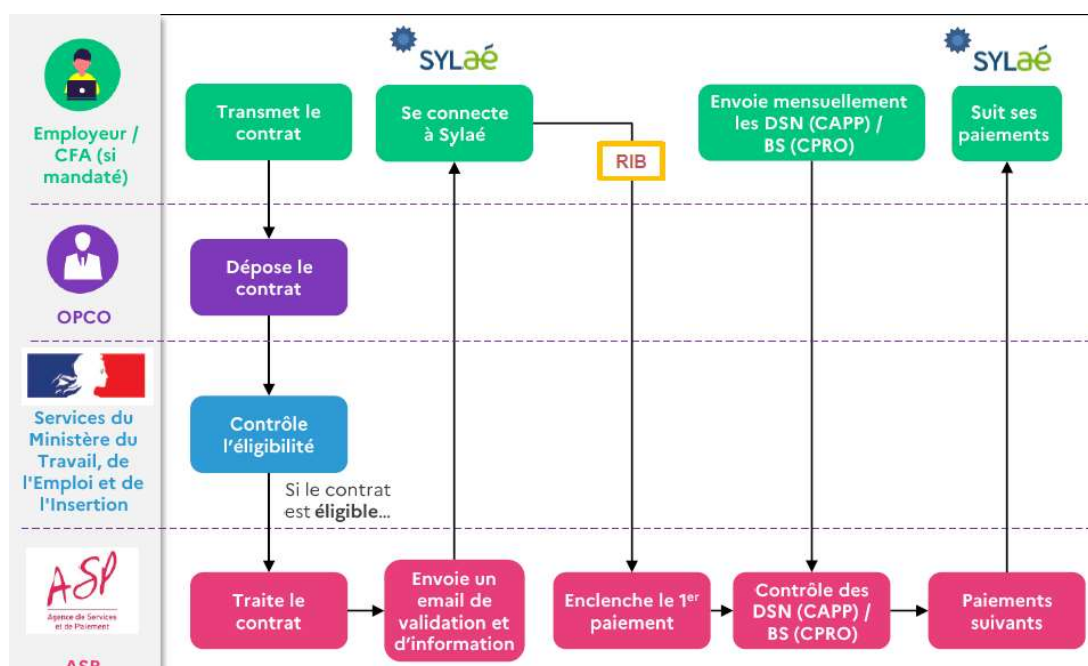 SYLaé
SYLaé
Employeur /
CFA (si
mandaté)
Transmet le
contrat
Se connecte
à Sylaé
RIB
Envoie mensuellement
les DSN (CAPP) /
BS (CPRO)
Suit ses
paiements
OPCO
Dépose le
contrat
Services du
Ministère du
Travail, de
l'Emploi et de
l'Insertion
Contrôle
l'éligibilité
Si le contrat
est éligible...
ASP
Agence de Services
et de Paiement
ASP
Traite le
contrat
Envoie un
email de
validation et
d'information
Enclenche le 1er
paiement
Contrôle des
DSN (CAPP) /
BS (CPRO)
Paiements
suivants